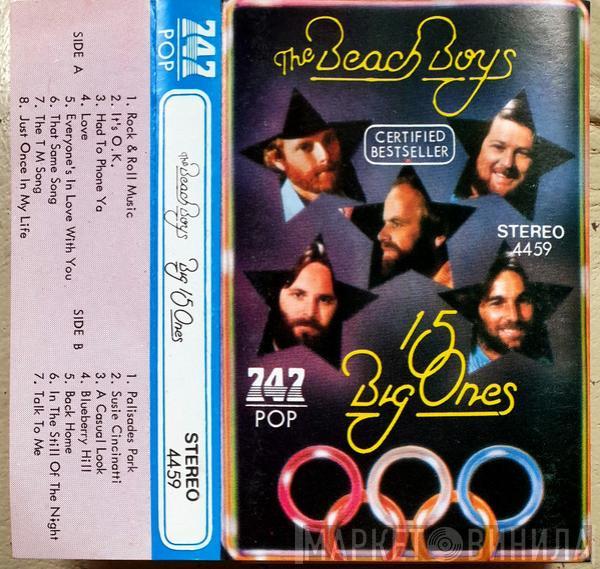 SIDE A
1. Rock & Roll Music
2. It's O. K.
3. Had To Phone Ya
4. Love
5. Everyone's In Love With You
6. That Same Song
7. The T M Song
8. Just Once In My Life
SIDE B
1. Palisades Park
2. Susie Cincinatti
3. A Casual Look
4. Blueberry Hill
5. Back Home
6. In The Still Of The Night
7. Talk To Me
747
POP
The Beach Boys Big 15 Ones
STEREO
4459
The Beach Boys
CERTIFIED
BESTSELLER
STEREO
4459
15
Big Ones
747
POP
МАРКЕТ ВИНИЛА